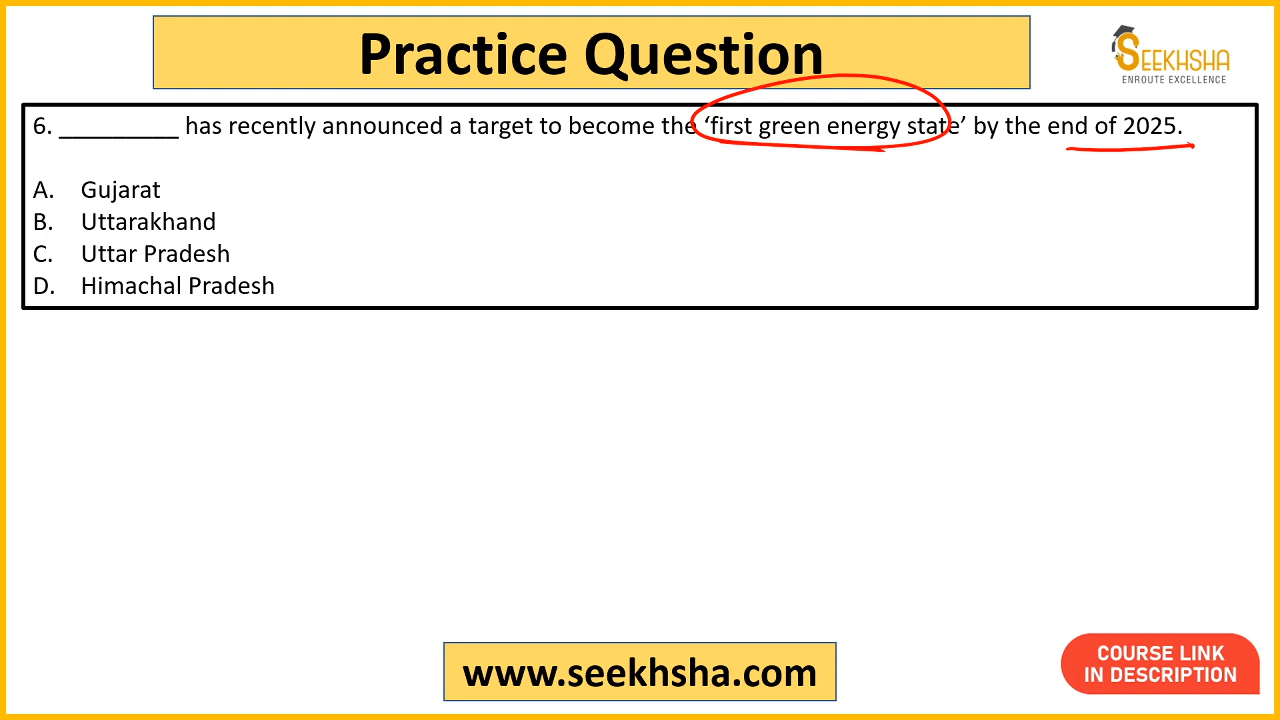 Practice Question
SEEKHSHA
ENROUTE EXCELLENCE
6. __________ has recently announced a target to become the ‘first green energy state’ by the end of 2025.
A. Gujarat
B. Uttarakhand
C. Uttar Pradesh
D. Himachal Pradesh
www.seekhsha.com
COURSE LINK
IN DESCRIPTION